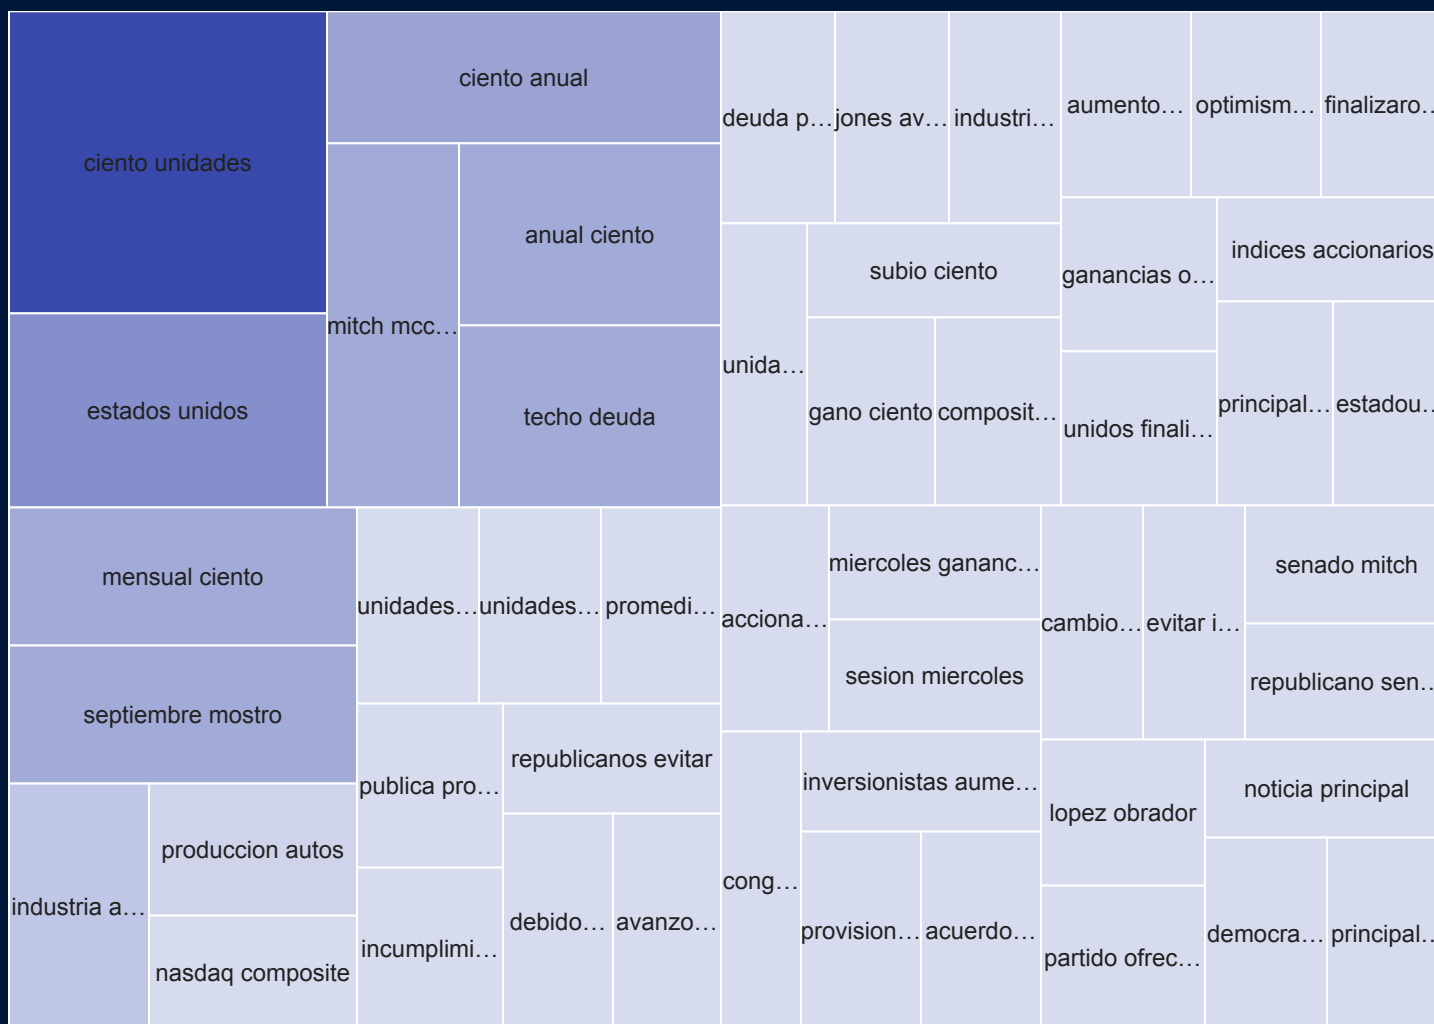 ciento unidades
estados unidos
ciento anual
mitch mcc…
anual ciento
techo deuda
mensual ciento
septiembre mostro
industria a…
produccion autos
nasdaq composite
unidades…
unidades…
promedi…
publica pro…
incumplimi…
republicanos evitar
debido…
avanzo…
deuda p…
jones av…
industri…
unida…
subio ciento
gano ciento
composit…
aumento…
optimism…
finalizaro…
ganancias o…
unidos finali…
indices accionarios
principal…
estadou…
acciona…
miercoles gananc…
sesion miercoles
cong…
inversionistas aume…
provision…
acuerdo…
cambio…
evitar i…
senado mitch
republicano sen…
lopez obrador
partido ofrec…
noticia principal
democra…
principal…